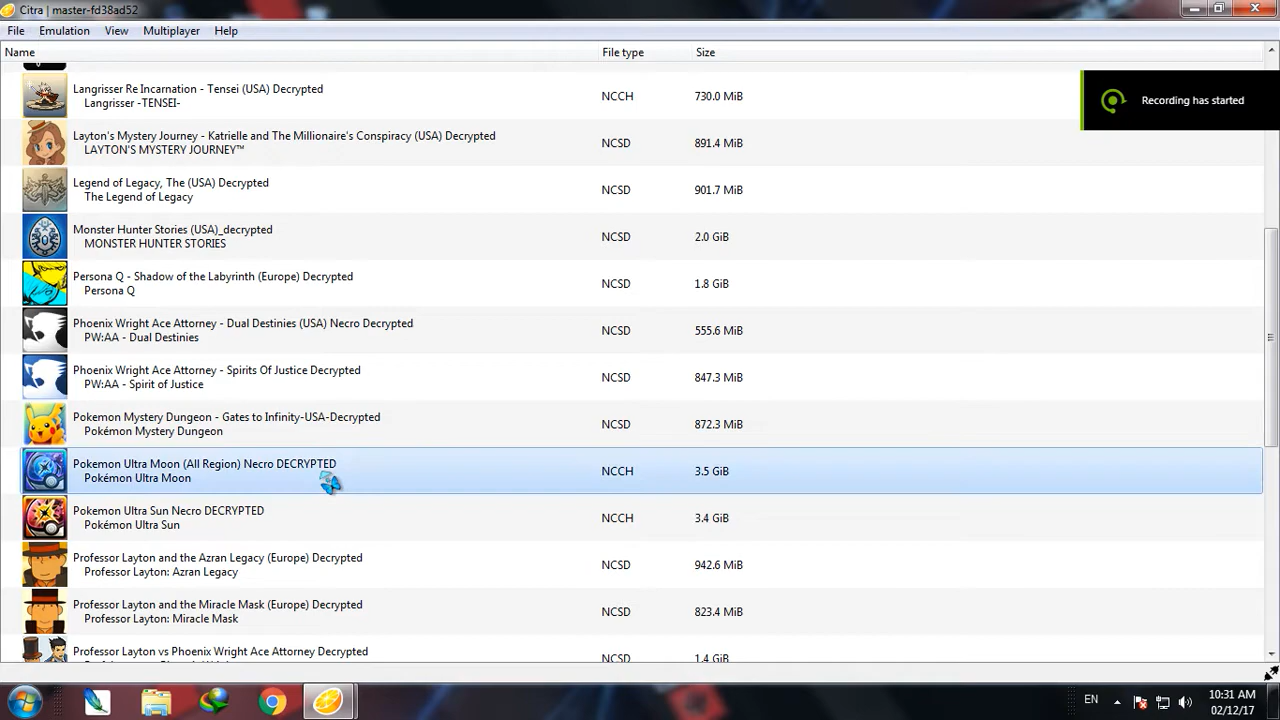 Citra | master-fd38ad52
File Emulation View Multiplayer Help
Name File type Size
Langrisser Re Incarnation - Tensei (USA) Decrypted
Langrisser -TENSEI-
NCCH 730.0 MiB
Recording has started
Layton's Mystery Journey - Katrielle and The Millionaire's Conspiracy (USA) Decrypted
LAYTON'S MYSTERY JOURNEY™
NCSD 891.4 MiB
Legend of Legacy, The (USA) Decrypted
The Legend of Legacy
NCSD 901.7 MiB
Monster Hunter Stories (USA)_decrypted
MONSTER HUNTER STORIES
NCSD 2.0 GiB
Persona Q - Shadow of the Labyrinth (Europe) Decrypted
Persona Q
NCSD 1.8 GiB
Phoenix Wright Ace Attorney - Dual Destinies (USA) Necro Decrypted
PW:AA - Dual Destinies
NCSD 555.6 MiB
Phoenix Wright Ace Attorney - Spirits Of Justice Decrypted
PW:AA - Spirit of Justice
NCSD 847.3 MiB
Pokemon Mystery Dungeon - Gates to Infinity-USA-Decrypted
Pokémon Mystery Dungeon
NCSD 872.3 MiB
Pokemon Ultra Moon (All Region) Necro DECRYPTED
Pokémon Ultra Moon
NCCH 3.5 GiB
Pokemon Ultra Sun Necro DECRYPTED
Pokémon Ultra Sun
NCCH 3.4 GiB
Professor Layton and the Azran Legacy (Europe) Decrypted
Professor Layton: Azran Legacy
NCSD 942.6 MiB
Professor Layton and the Miracle Mask (Europe) Decrypted
Professor Layton: Miracle Mask
NCSD 823.4 MiB
Professor Layton vs Phoenix Wright Ace Attorney Decrypted
NCSD 1.4 GiB
EN 10:31 AM
02/12/17